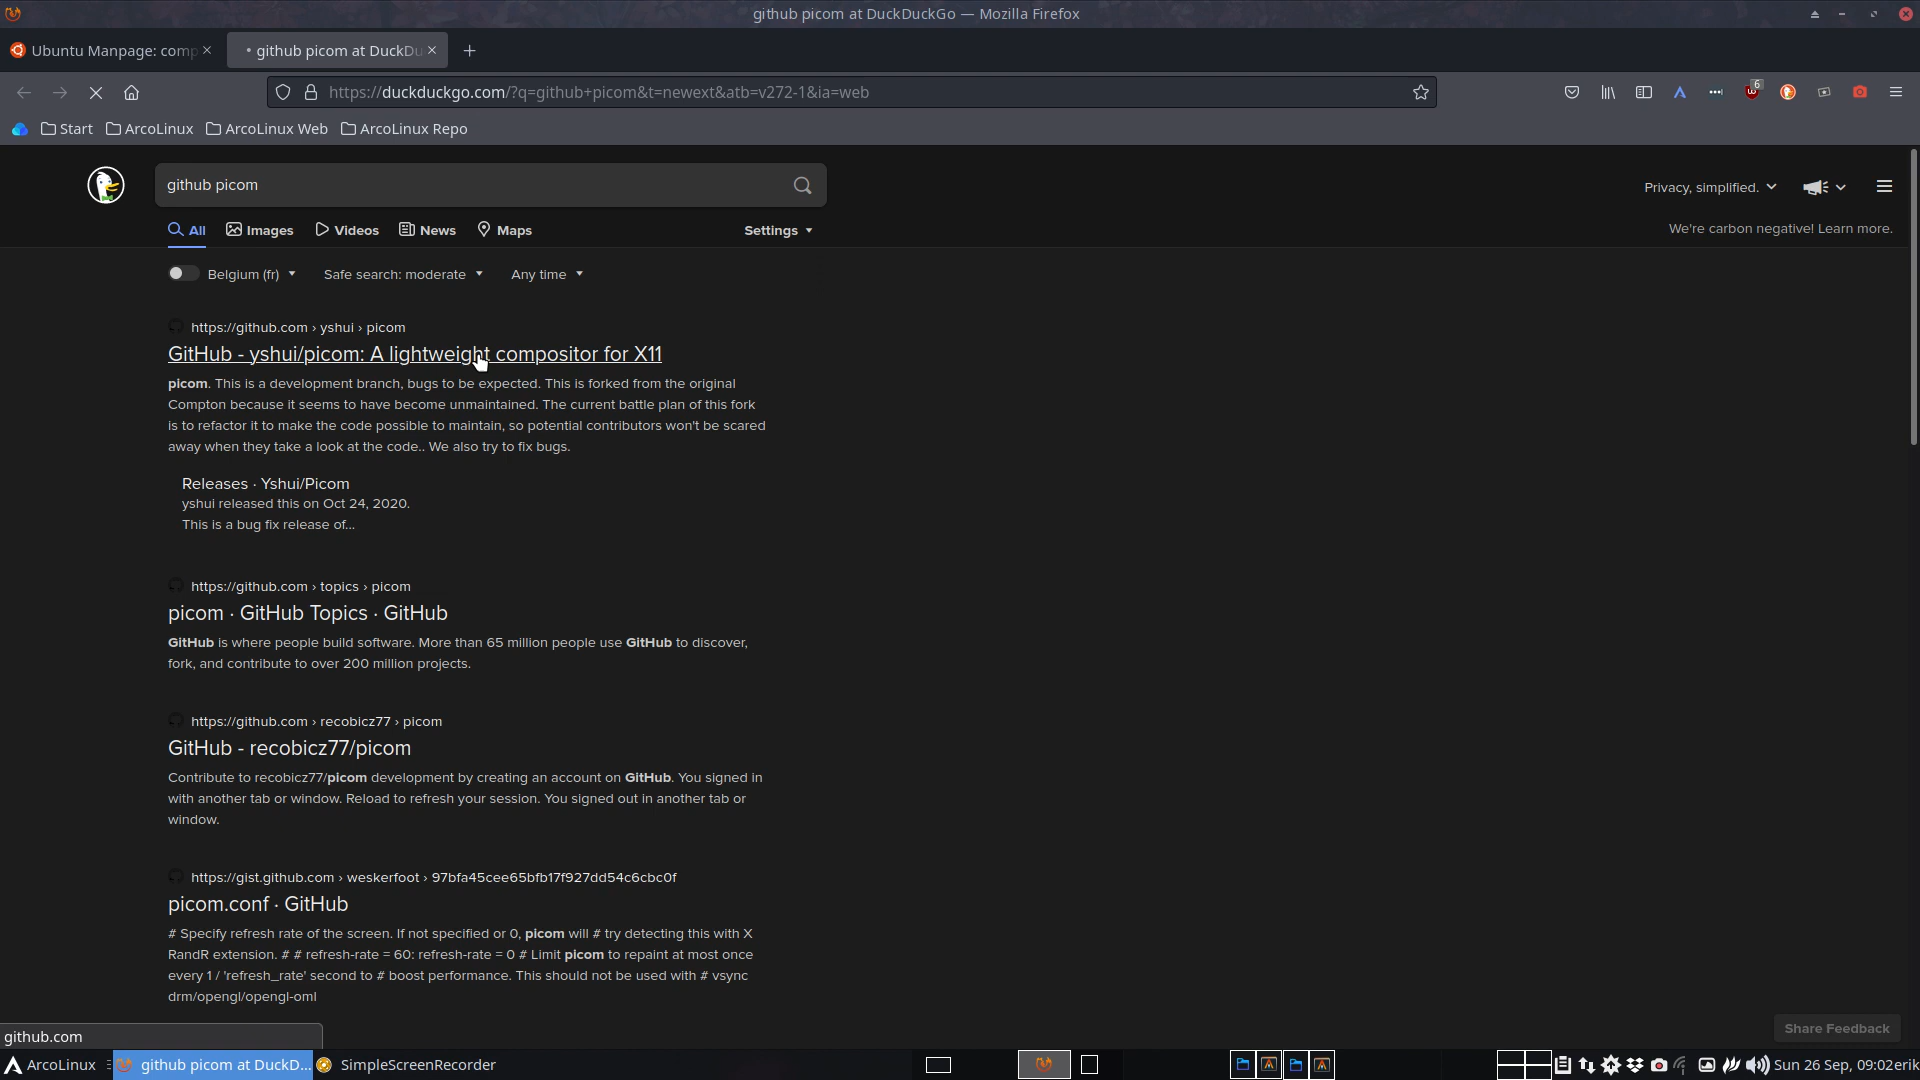 github picom at DuckDuckGo — Mozilla Firefox
Ubuntu Manpage: comp
github picom at DuckDu
https://duckduckgo.com/?q=github+picom&t=newext&atb=v272-1&ia=web
6
Start
ArcoLinux
ArcoLinux Web
ArcoLinux Repo
github picom
Privacy, simplified.
All
Images
Videos
News
Maps
Settings
We're carbon negative! Learn more.
Belgium (fr)
Safe search: moderate
Any time
https://github.com › yshui › picom
GitHub - yshui/picom: A lightweight compositor for X11
picom. This is a development branch, bugs to be expected. This is forked from the original
Compton because it seems to have become unmaintained. The current battle plan of this fork
is to refactor it to make the code possible to maintain, so potential contributors won't be scared
away when they take a look at the code.. We also try to fix bugs.
Releases · Yshui/Picom
yshui released this on Oct 24, 2020.
This is a bug fix release of...
https://github.com › topics › picom
picom · GitHub Topics · GitHub
GitHub is where people build software. More than 65 million people use GitHub to discover,
fork, and contribute to over 200 million projects.
https://github.com › recobicz77 › picom
GitHub - recobicz77/picom
Contribute to recobicz77/picom development by creating an account on GitHub. You signed in
with another tab or window. Reload to refresh your session. You signed out in another tab or
window.
https://gist.github.com › weskerfoot › 97bfa45cee65bfb17f927dd54c6cbc0f
picom.conf · GitHub
# Specify refresh rate of the screen. If not specified or 0, picom will # try detecting this with X
RandR extension. # # refresh-rate = 60: refresh-rate = 0 # Limit picom to repaint at most once
every 1 / 'refresh_rate' second to # boost performance. This should not be used with # vsync
drm/opengl/opengl-oml
Share Feedback
github.com
ArcoLinux
github picom at DuckD...
SimpleScreenRecorder
Sun 26 Sep, 09:02
erik